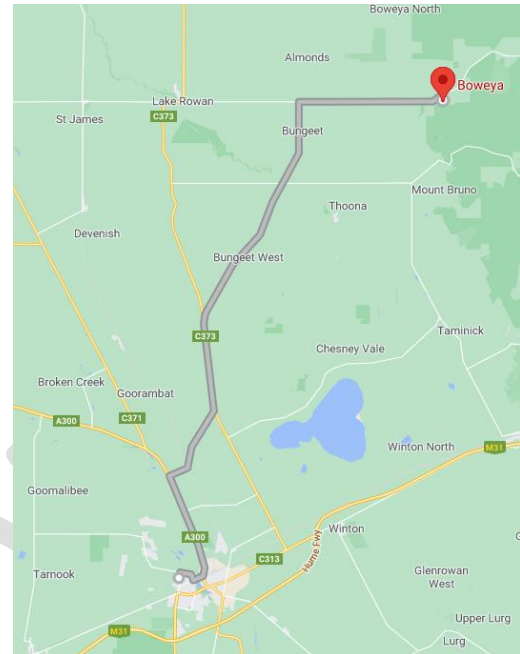 Boweya North
Almonds
Boweya
Lake Rowan
C373
St James
Bungeet
Mount Bruno
Thoona
Devenish
Bungeet West
C373
Taminick
Chesney Vale
Broken Creek
Goorambat
C371
A300
Winton North
M31
Goomalibee
Winton
A300
Hume Fwy
C313
Tarnook
Glenrowan
West
Upper Lurg
M31
Lurg